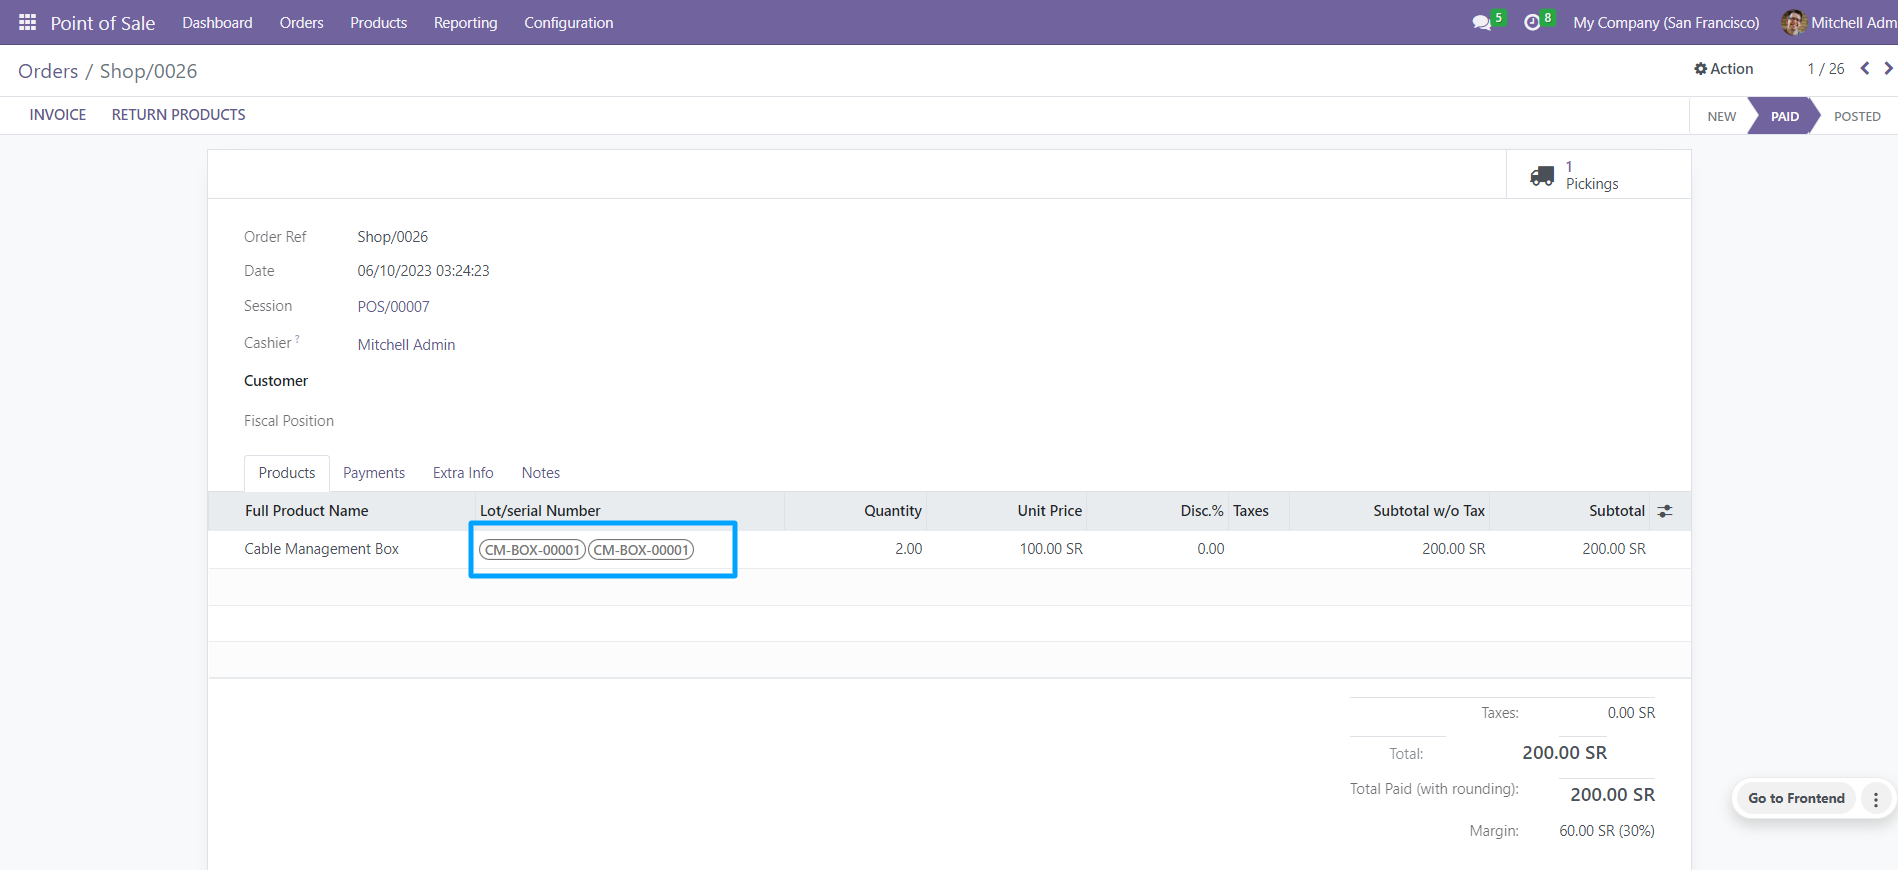 Point of Sale Dashboard Orders Products Reporting Configuration 5 8 My Company (San Francisco) Mitchell Adm
Orders / Shop/0026 Action 1 / 26
INVOICE RETURN PRODUCTS NEW PAID POSTED
1
Pickings
Order Ref Shop/0026
Date 06/10/2023 03:24:23
Session POS/00007
Cashier ? Mitchell Admin
Customer
Fiscal Position
Products Payments Extra Info Notes
Full Product Name Lot/serial Number Quantity Unit Price Disc.% Taxes Subtotal w/o Tax Subtotal
Cable Management Box CM-BOX-00001 CM-BOX-00001 2.00 100.00 SR 0.00 200.00 SR 200.00 SR
Taxes: 0.00 SR
Total: 200.00 SR
Total Paid (with rounding): 200.00 SR
Go to Frontend
Margin: 60.00 SR (30%)